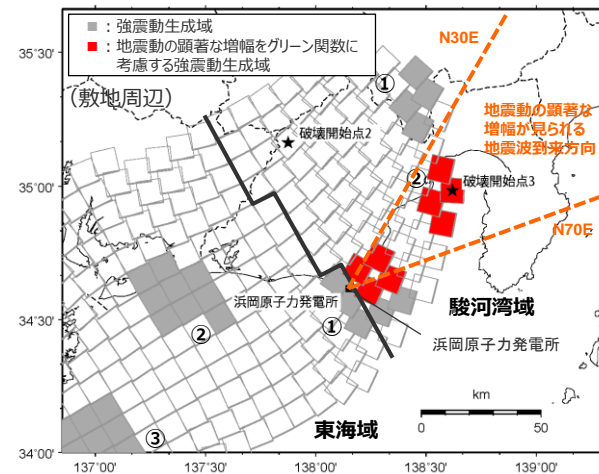 ■：強震動生成域
■：地震動の顕著な増幅をグリーン関数に
考慮する強震動生成域
（敷地周辺）
N30E
地震動の顕著な
増幅が見られる
地震波到来方向
N70E
①
破壊開始点2
②
破壊開始点3
浜岡原子力発電所
駿河湾域
①
浜岡原子力発電所
②
km
0
50
東海域
③
35°30'
35°00'
34°30'
34°00'
137°00'
137°30'
138°00'
138°30'
139°00'